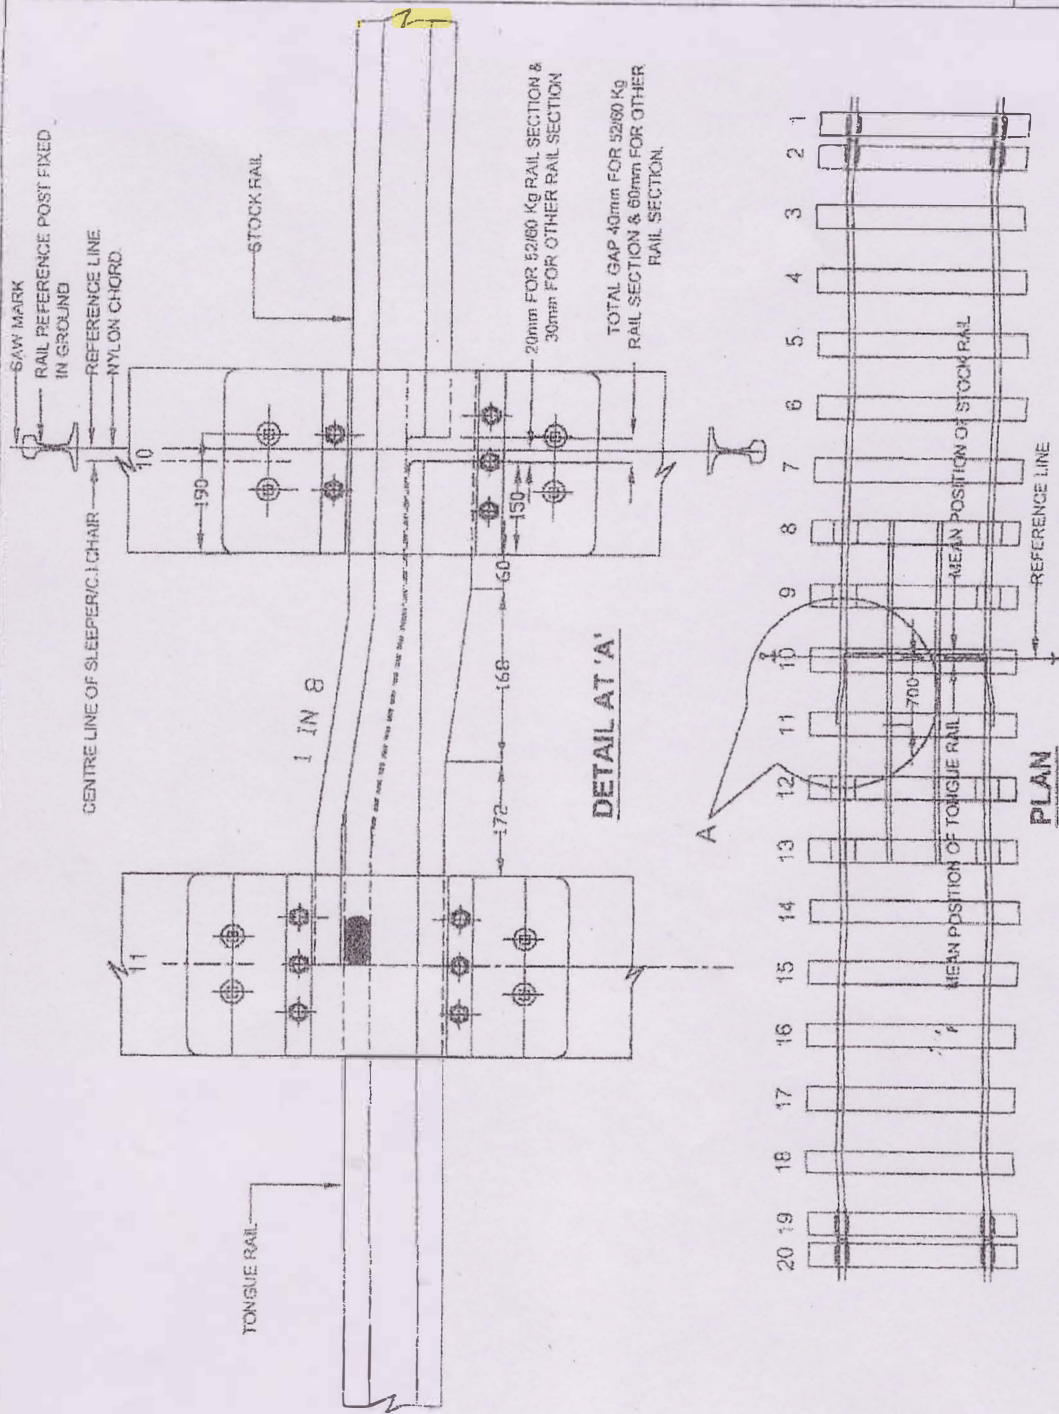 SAW MARK
RAIL REFERENCE POST FIXED
IN GROUND
REFERENCE LINE
NYLON CHORD.
CENTRE LINE OF SLEEPER/C.I.CHAIR
STOCK RAIL
TONGUE RAIL
11
10
190
1 IN 8
150
60
168
172
20mm FOR 52/60 Kg RAIL SECTION &
30mm FOR OTHER RAIL SECTION
TOTAL GAP 40mm FOR 52/60 Kg
RAIL SECTION & 60mm FOR OTHER
RAIL SECTION.
DETAIL AT 'A'
A
20 19 18 17 16 15 14 13 12 11 10 9 8 7 6 5 4 3 2 1
700
MEAN POSITION OF TONGUE RAIL
MEAN POSITION OF STOCK RAIL
REFERENCE LINE
PLAN